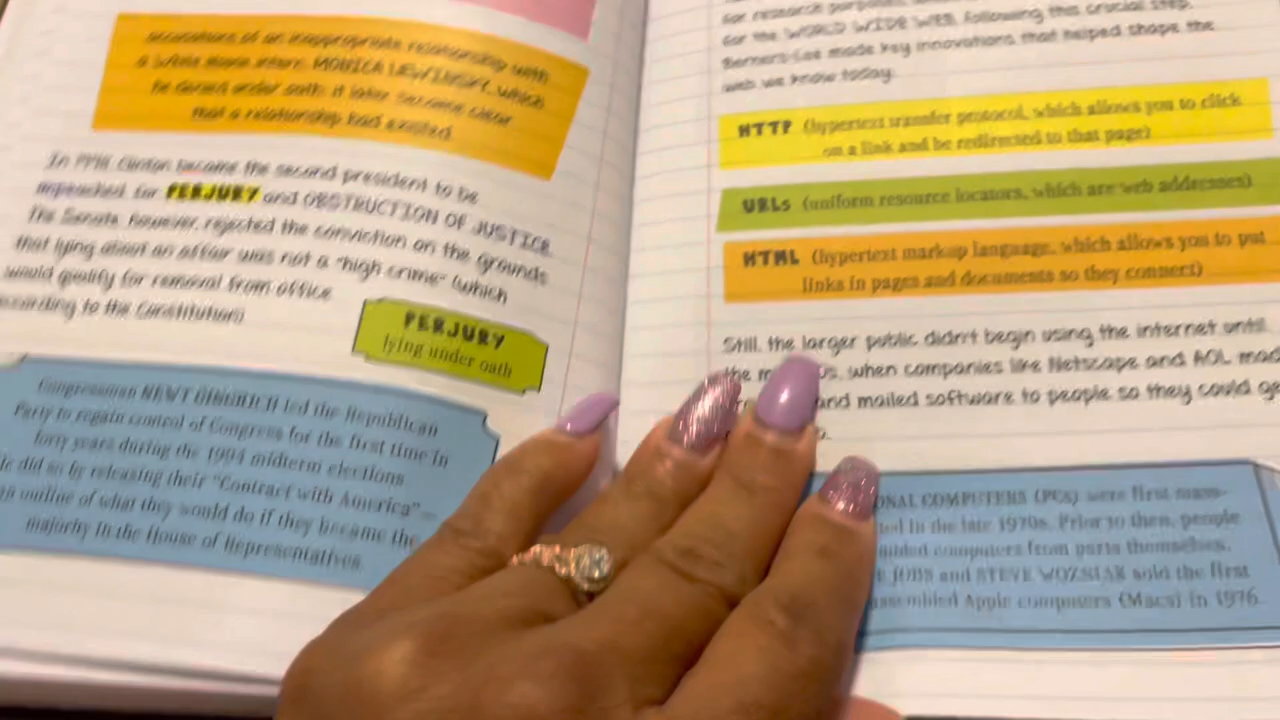 accusations of an inappropriate relationship with
a White House intern, MONICA LEWINSKY, which
he denied under oath. It later became clear
that a relationship had existed.
In 1998, Clinton became the second president to be
impeached, for PERJURY and OBSTRUCTION OF JUSTICE.
The Senate, however, rejected the conviction on the grounds
that lying about an affair was not a "high crime" (which
would qualify for removal from office
according to the Constitution).
PERJURY
lying under oath
Congressman NEWT GINGRICH led the Republican
Party to regain control of Congress for the first time in
forty years during the 1994 midterm elections.
He did so by releasing their "Contract with America"—
an outline of what they would do if they became the
majority in the House of Representatives.
for research purposes
for the WORLD WIDE WEB. Following this crucial step,
Berners-Lee made key innovations that helped shape the
web we know today:
HTTP (hypertext transfer protocol, which allows you to click
on a link and be redirected to that page)
URLs (uniform resource locators, which are web addresses)
HTML (hypertext markup language, which allows you to put
links in pages and documents so they connect)
Still, the larger public didn't begin using the internet until
the when companies like Netscape and AOL
and mailed software to people so they could
ONAL COMPUTERS (PCs) were first mass-
ted in the late 1970s. Prior to then, people
computers from parts themselves.
JOBS and STEVE WOZNIAK sold the first
Apple computers (Macs) in 1976.